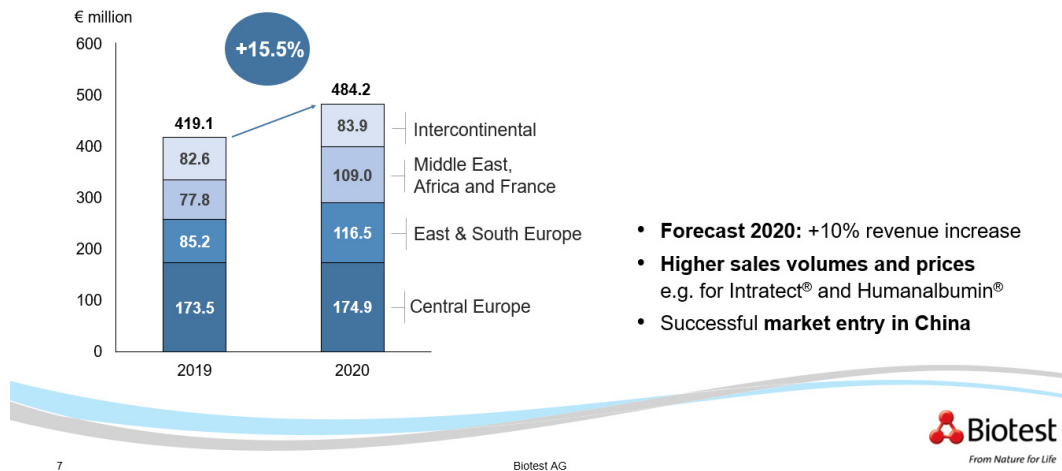 € million
+15.5%
600
500
400
300
200
100
0
419.1
82.6
77.8
85.2
173.5
2019
484.2
83.9
109.0
116.5
174.9
2020
Intercontinental
Middle East,
Africa and France
East & South Europe
Central Europe
• Forecast 2020: +10% revenue increase
• Higher sales volumes and prices
e.g. for Intratect® and Humanalbumin®
• Successful market entry in China
Biotest
From Nature for Life
7
Biotest AG